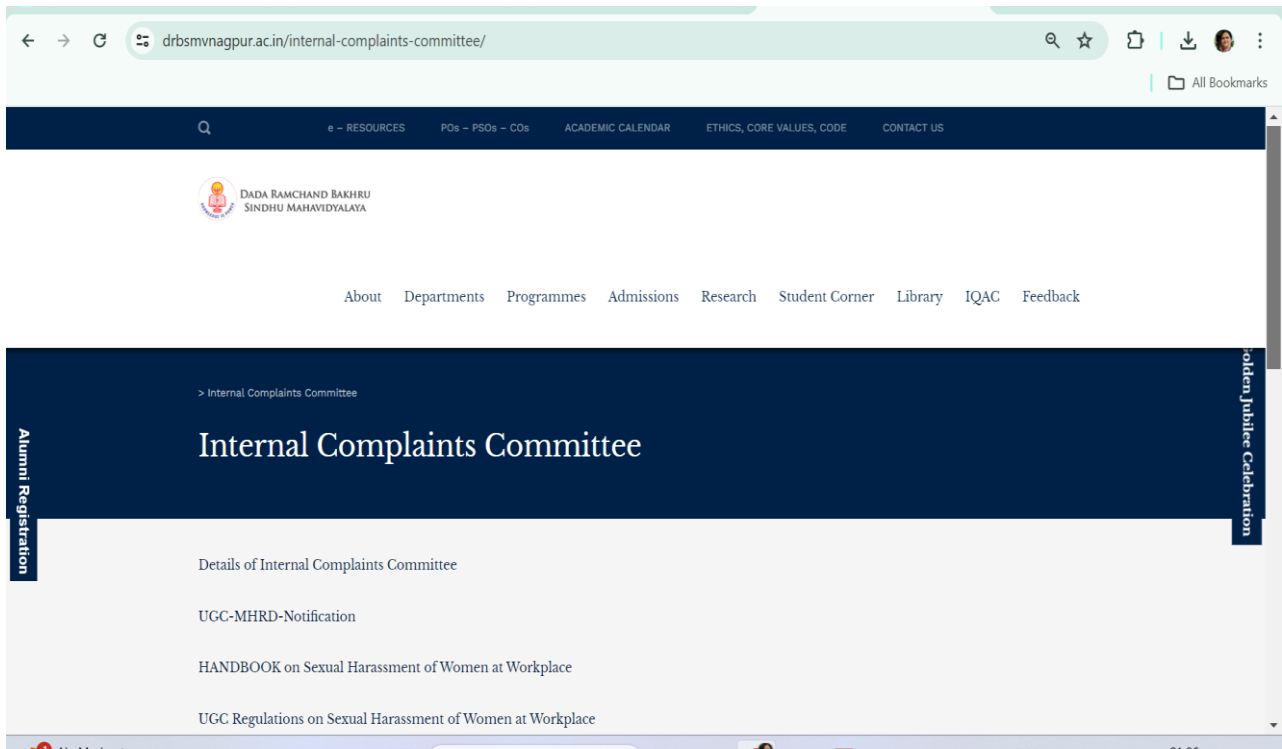 drbsmvnagpur.ac.in/internal-complaints-committee/
All Bookmarks
e – RESOURCES POs – PSOs – COs ACADEMIC CALENDAR ETHICS, CORE VALUES, CODE CONTACT US
DADA RAMCHAND BAKHRU
SINDHU MAHAVIDYALAYA
About Departments Programmes Admissions Research Student Corner Library IQAC Feedback
> Internal Complaints Committee
Internal Complaints Committee
Alumni Registration
olden Jubilee Celebration
Details of Internal Complaints Committee
UGC-MHRD-Notification
HANDBOOK on Sexual Harassment of Women at Workplace
UGC Regulations on Sexual Harassment of Women at Workplace